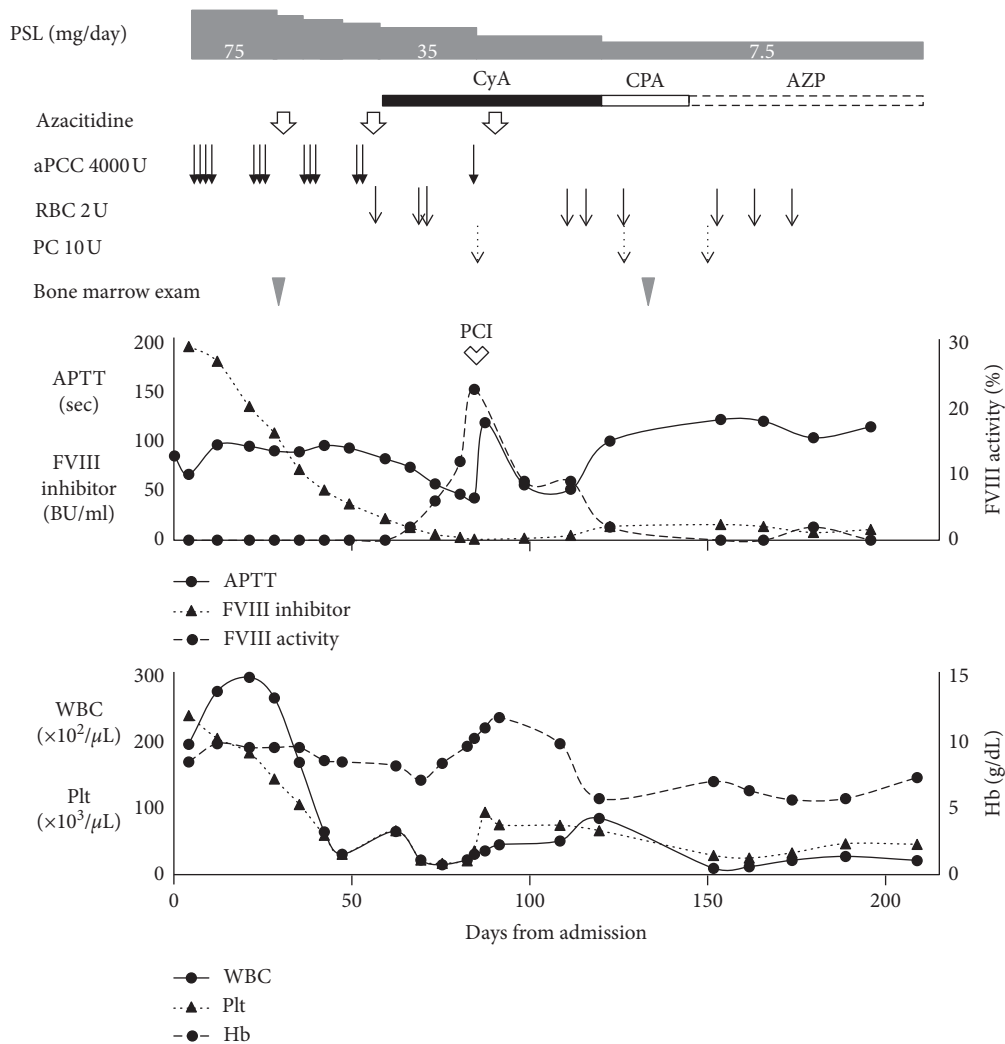 PSL (mg/day)
75 35 7.5
CyA CPA AZP
Azacitidine
aPCC 4000 U
RBC 2 U
PC 10 U
Bone marrow exam
PCI
200 30
APTT
(sec)
150
20
100
FVIII
inhibitor
(BU/ml)
10
50
0 0
FVIII activity (%)
APTT
FVIII inhibitor
FVIII activity
300 15
WBC
(×10²/μL)
200 10
Plt
(×10³/μL)
100 5
0 0
Hb (g/dL)
0 50 100 150 200
Days from admission
WBC
Plt
Hb